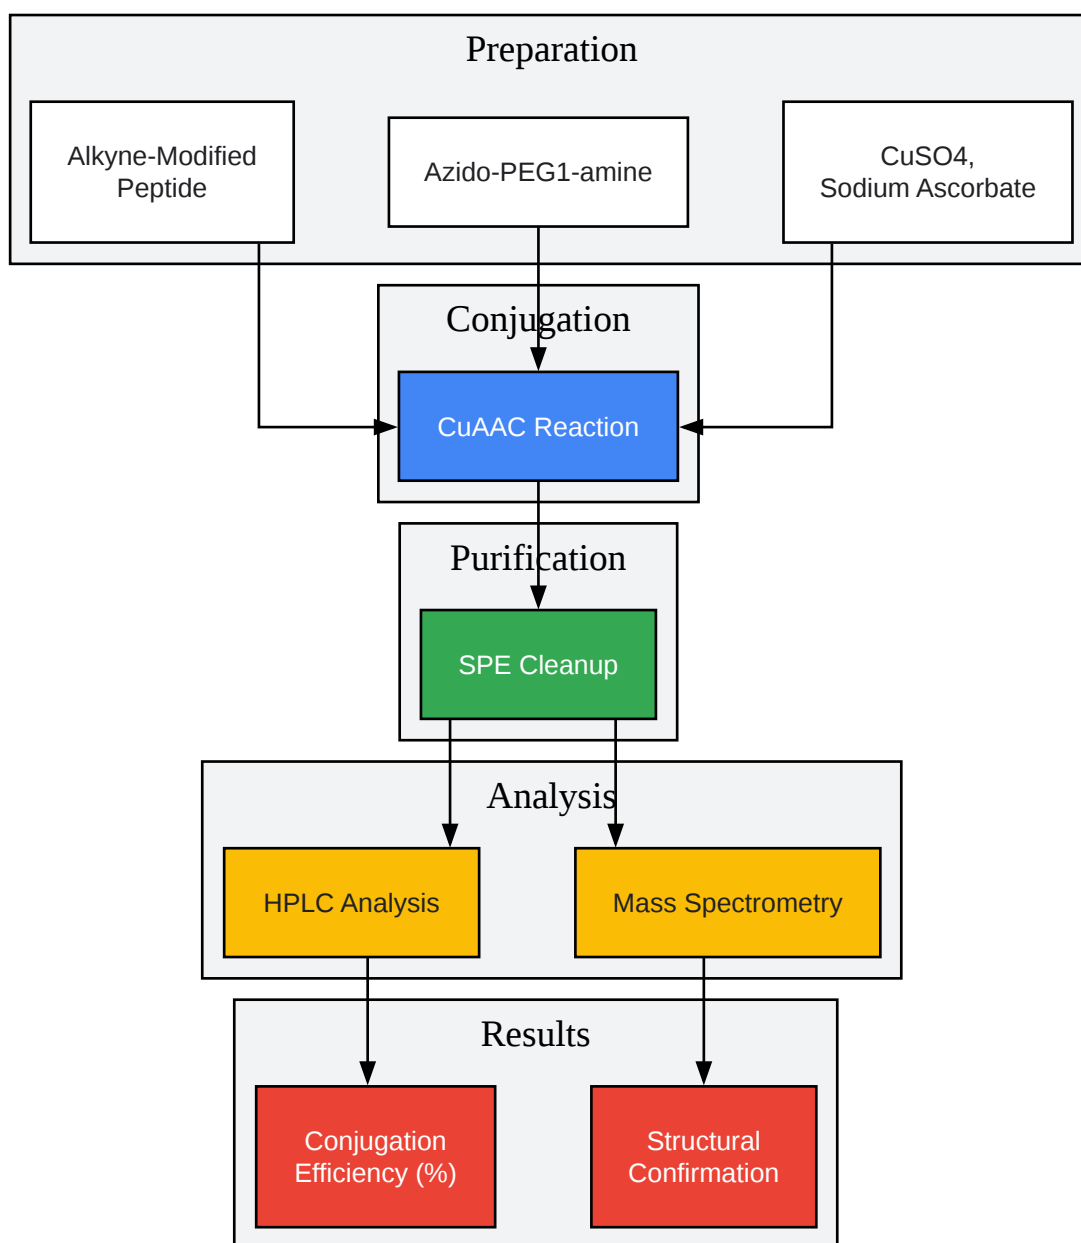 Preparation
Alkyne-Modified
Peptide
Azido-PEG1-amine
CuSO4,
Sodium Ascorbate
Conjugation
CuAAC Reaction
Purification
SPE Cleanup
Analysis
HPLC Analysis
Mass Spectrometry
Results
Conjugation
Efficiency (%)
Structural
Confirmation